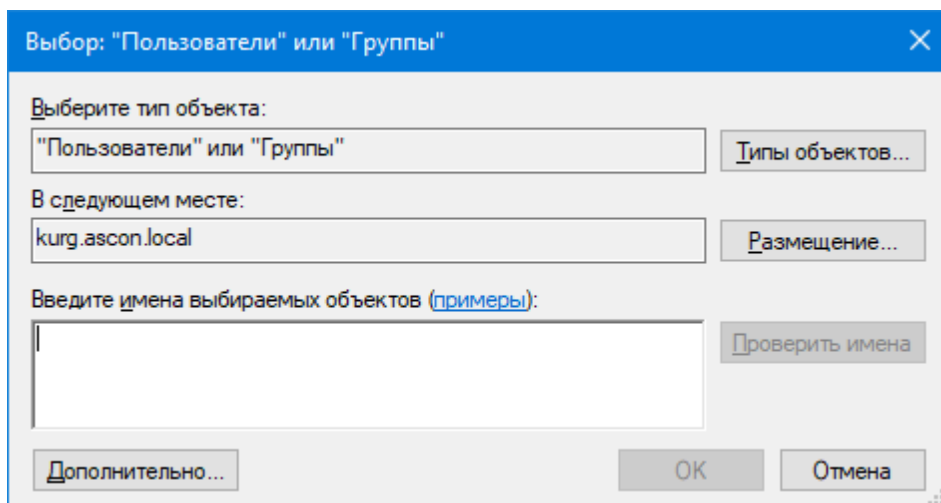 Выбор: "Пользователи" или "Группы"
Выберите тип объекта:
"Пользователи" или "Группы"
Типы объектов...
В следующем месте:
kurg.ascon.local
Размещение...
Введите имена выбираемых объектов (примеры):
Проверить имена
Дополнительно...
ОК
Отмена